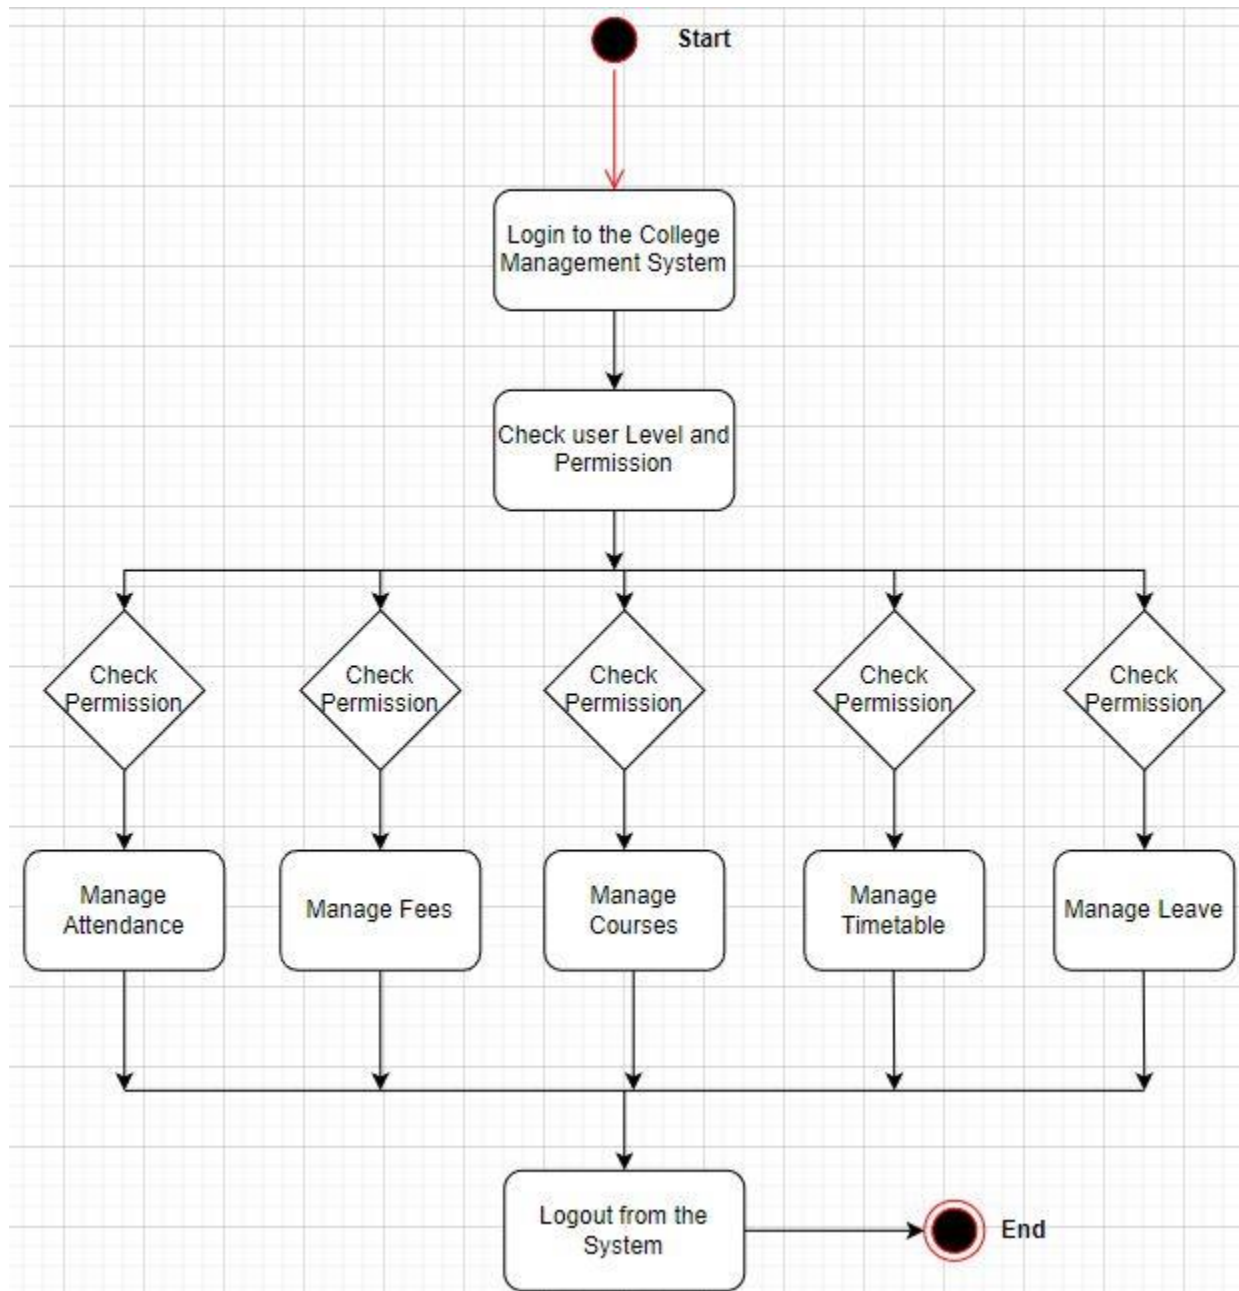 Start
Login to the College
Management System
Check user Level and
Permission
Check
Permission
Check
Permission
Check
Permission
Check
Permission
Check
Permission
Manage
Attendance
Manage Fees
Manage
Courses
Manage
Timetable
Manage Leave
Logout from the
System
End